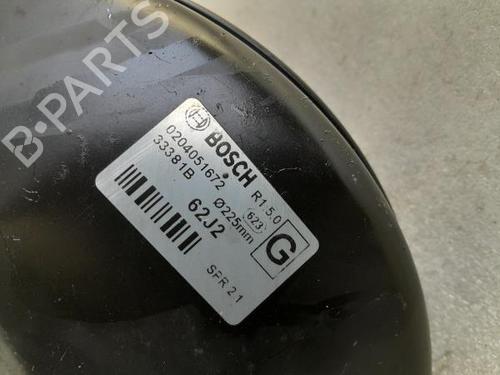 B-PARTS
BOSCH R1.5.0
0204051672 Ø225mm 623 G
33381B
62J2 SFR 2.1